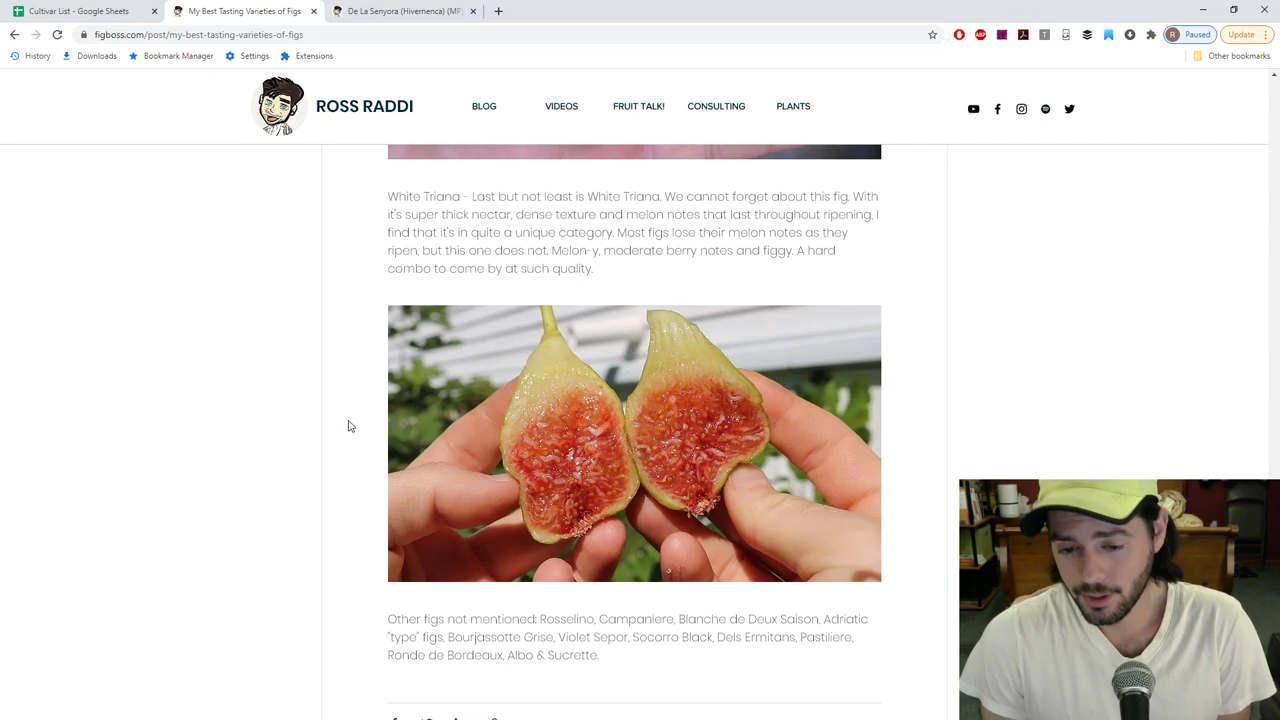 Cultivar List - Google Sheets
My Best Tasting Varieties of Figs
De La Senyora (Hivernenca) (MP)
figboss.com/post/my-best-tasting-varieties-of-figs
ABP
T
R Paused
Update
History Downloads Bookmark Manager Settings Extensions
Other bookmarks
ROSS RADDI
BLOG VIDEOS FRUIT TALK! CONSULTING PLANTS
White Triana - Last but not least is White Triana. We cannot forget about this fig. With
it's super thick nectar, dense texture and melon notes that last throughout ripening, I
find that it's in quite a unique category. Most figs lose their melon notes as they
ripen, but this one does not. Melon-y, moderate berry notes and figgy. A hard
combo to come by at such quality.
Other figs not mentioned: Rosselino, Campaniere, Blanche de Deux Saison, Adriatic
"type" figs, Bourjassotte Grise, Violet Sepor, Socorro Black, Dels Ermitans, Pastiliere,
Ronde de Bordeaux, Albo & Sucrette.